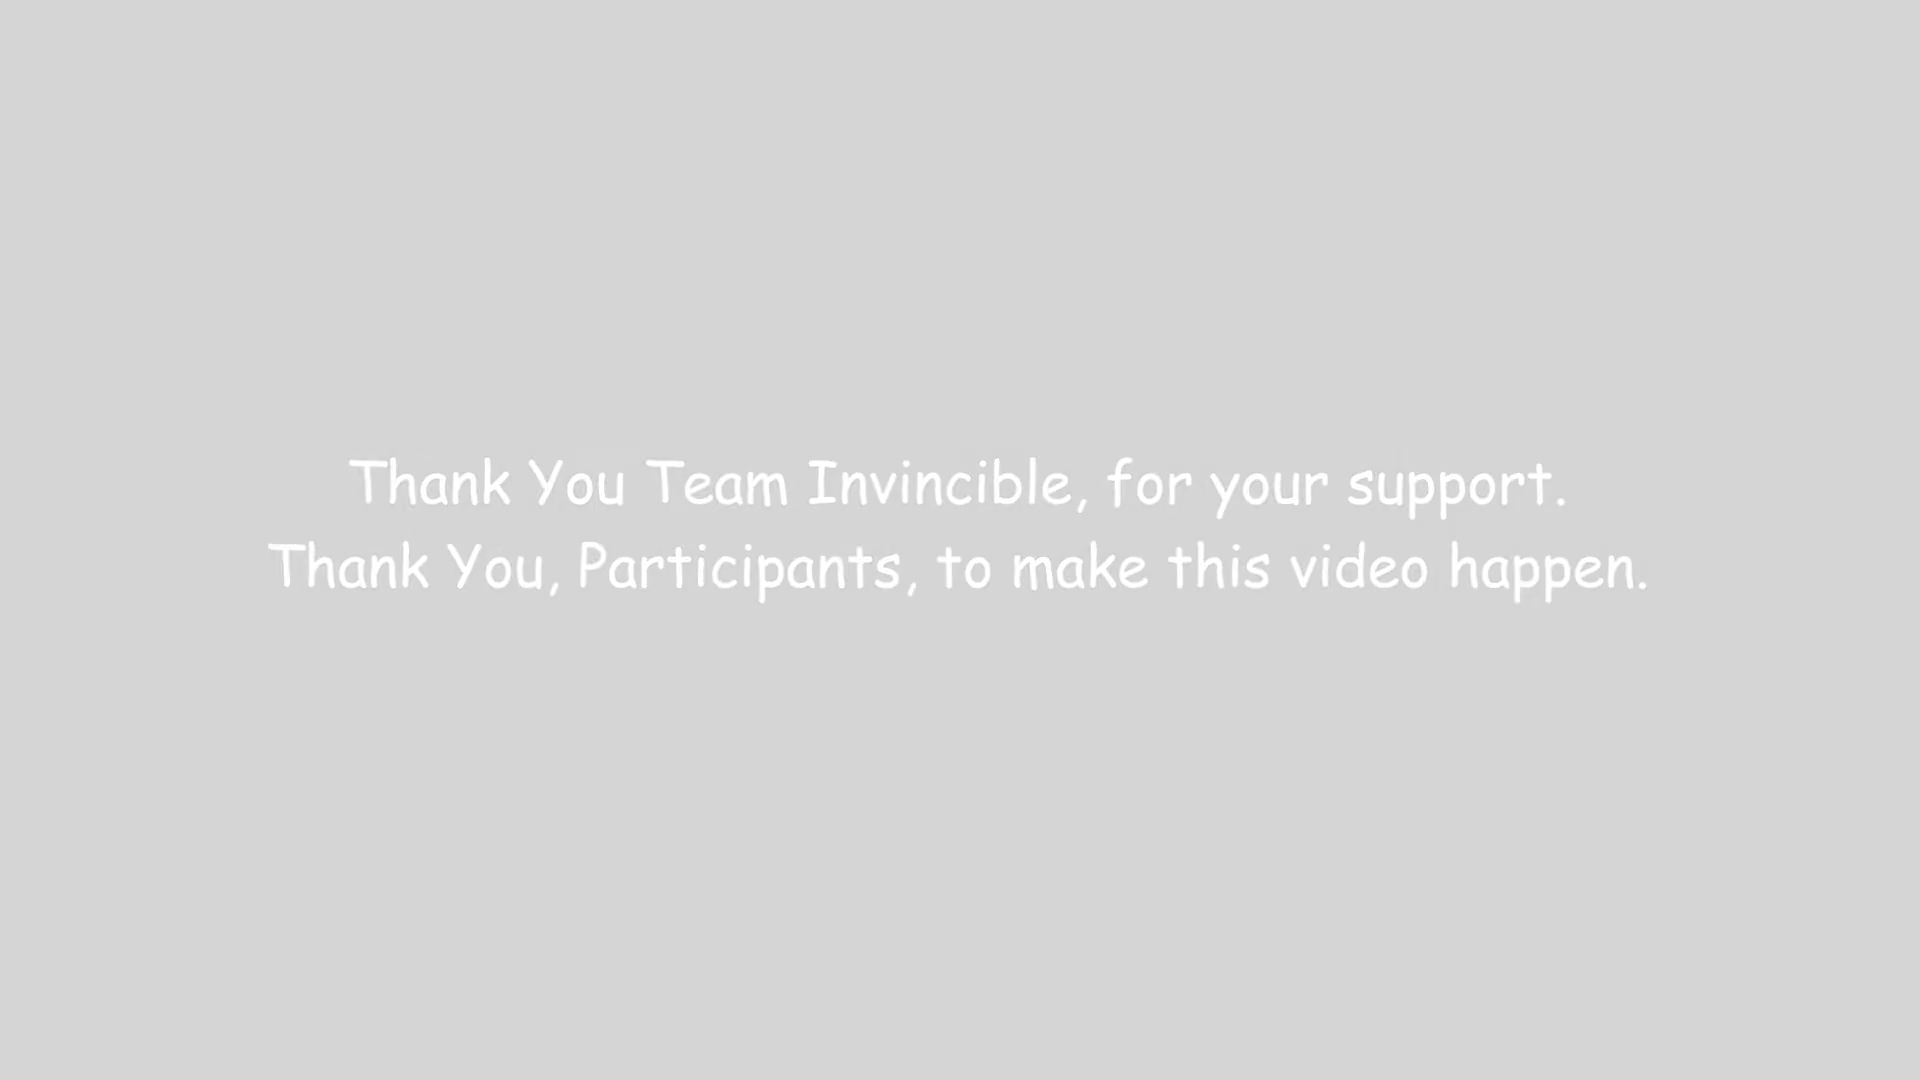 Thank You Team Invincible, for your support.
Thank You, Participants, to make this video happen.